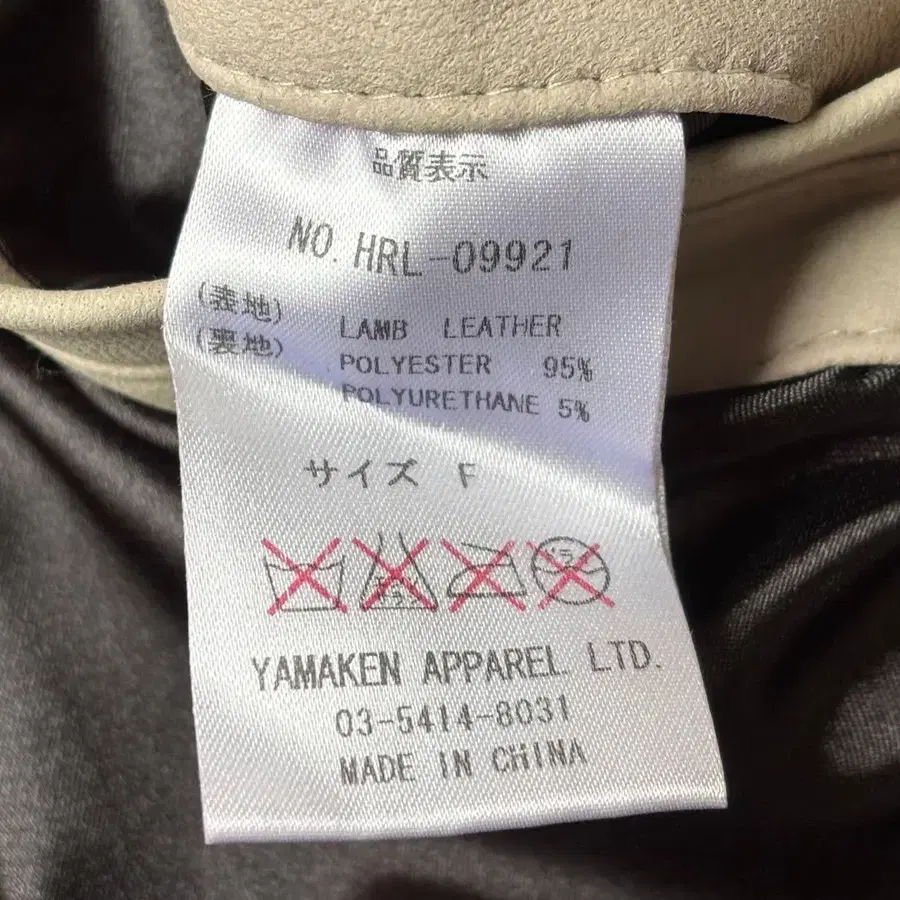 品質表示
NO. HRL-09921
(表地) LAMB LEATHER
(裏地) POLYESTER 95%
POLYURETHANE 5%
サイズ F
YAMAKEN APPAREL LTD.
03-5414-8031
MADE IN CHINA